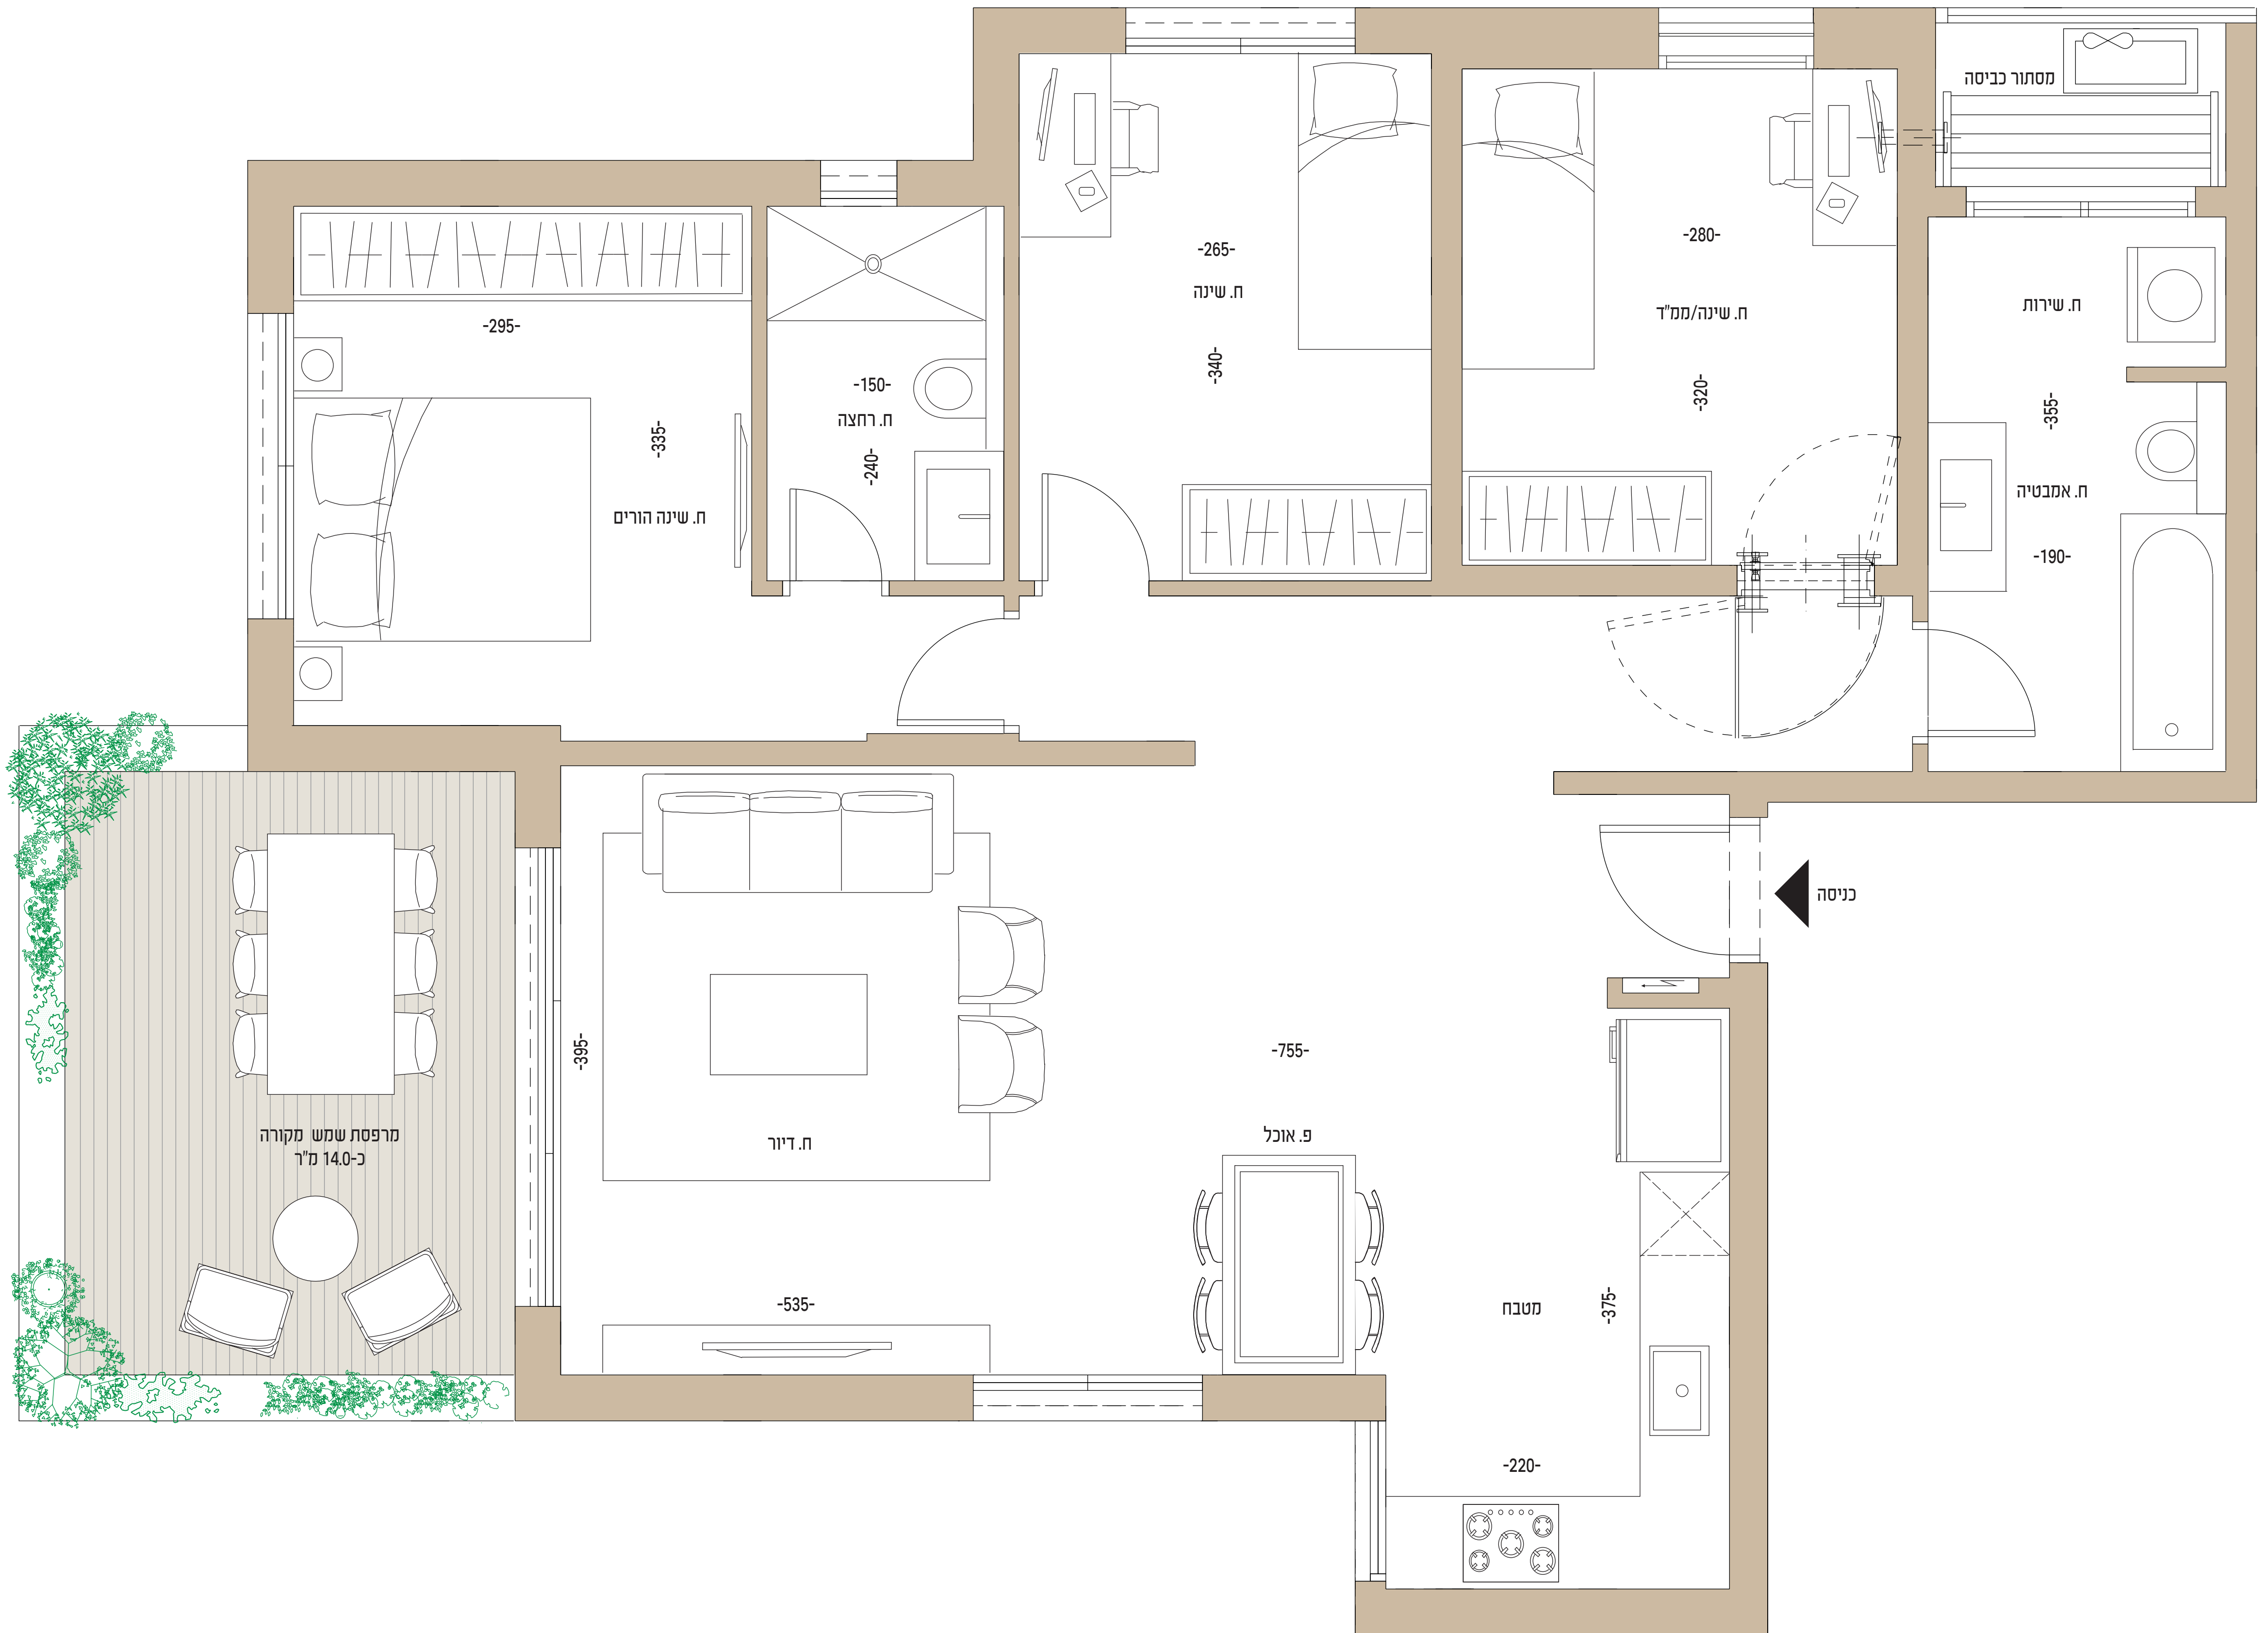 מסתור כביסה
-280-
ח. שינה/ממ"ד
-320-
-265-
ח. שינה
-340-
ח. שירות
-355-
ח. אמבטיה
-190-
-295-
-335-
ח. שינה הורים
-150-
ח. רחצה
-240-
כניסה
-755-
פ. אוכל
מטבח
-375-
-220-
-395-
ח. דיור
-535-
מרפסת שמש מקורה
כ-14.0 מ"ר